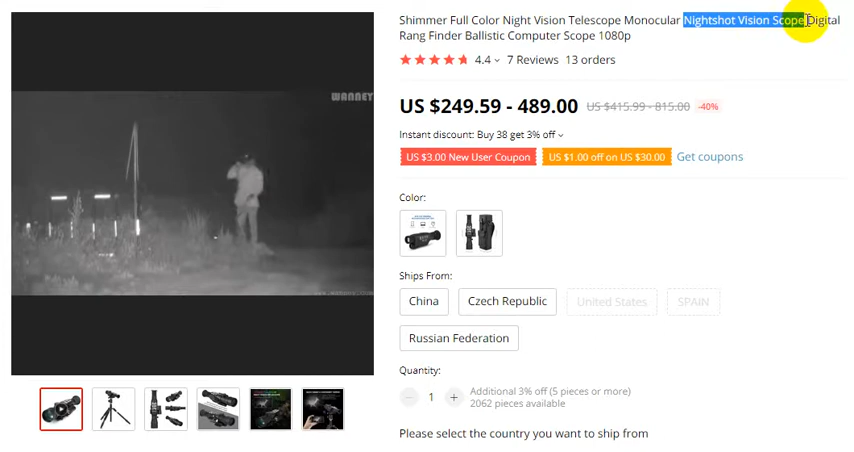 Shimmer Full Color Night Vision Telescope Monocular Nightshot Vision Scope Digital
Rang Finder Ballistic Computer Scope 1080p
4.4 7 Reviews 13 orders
WANNEY
US $249.59 - 489.00 US $415.99 - 815.00 -40%
Instant discount: Buy 38 get 3% off
US $3.00 New User Coupon US $1.00 off on US $30.00 Get coupons
Color:
Ships From:
China Czech Republic United States SPAIN
Russian Federation
Quantity:
1 Additional 3% off (5 pieces or more)
2062 pieces available
Please select the country you want to ship from